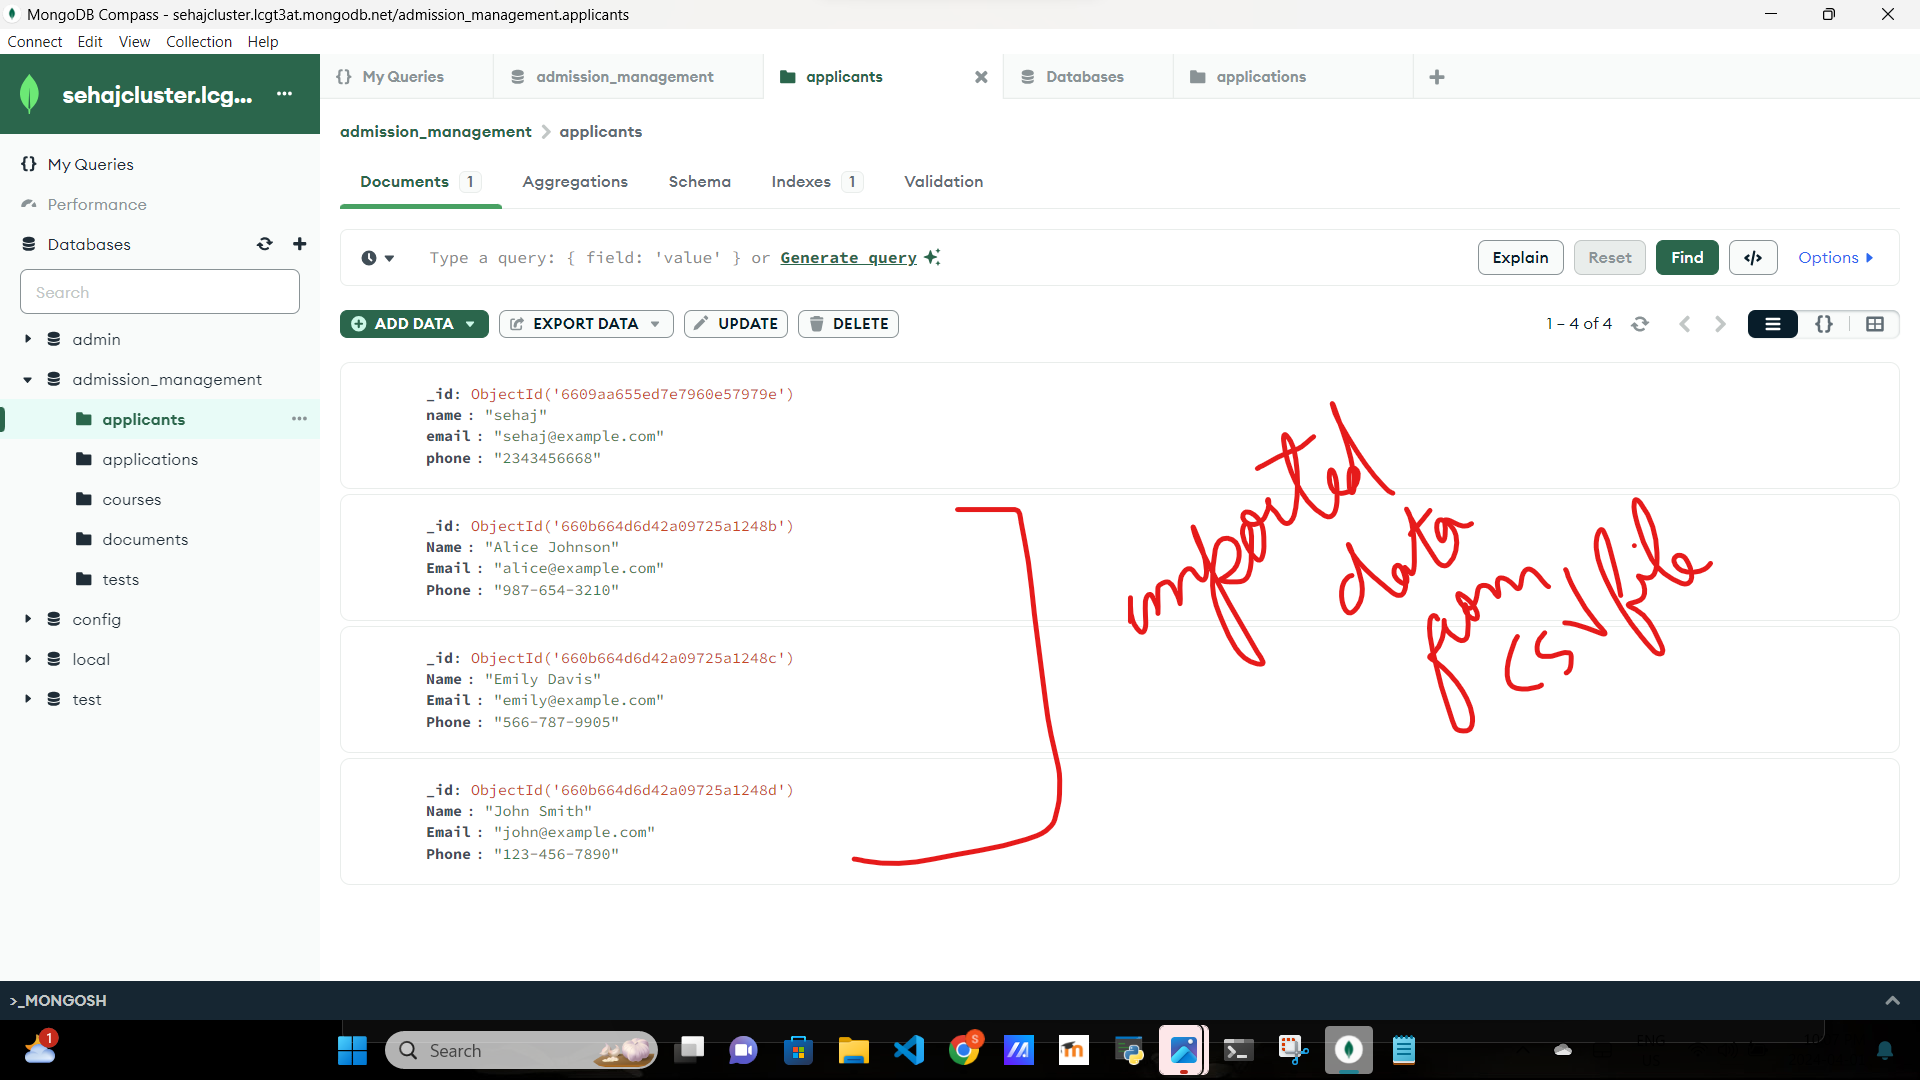 MongoDB Compass - sehajcluster.lcgt3at.mongodb.net/admission_management.applicants
Connect Edit View Collection Help
sehajcluster.lcg... ...
{} My Queries
admission_management
applicants
Databases
applications
My Queries
Performance
Databases
Search
admin
admission_management
applicants
applications
courses
documents
tests
config
local
test
admission_management > applicants
Documents 1 Aggregations Schema Indexes 1 Validation
Type a query: { field: 'value' } or Generate query
Explain Reset Find </> Options
ADD DATA EXPORT DATA UPDATE DELETE
1 – 4 of 4
_id: ObjectId('6609aa655ed7e7960e57979e')
name : "sehaj"
email : "sehaj@example.com"
phone : "2343456668"
_id: ObjectId('660b664d6d42a09725a1248b')
Name : "Alice Johnson"
Email : "alice@example.com"
Phone : "987-654-3210"
_id: ObjectId('660b664d6d42a09725a1248c')
Name : "Emily Davis"
Email : "emily@example.com"
Phone : "566-787-9905"
_id: ObjectId('660b664d6d42a09725a1248d')
Name : "John Smith"
Email : "john@example.com"
Phone : "123-456-7890"
imported
data
from
csv file
>_MONGOSH
1
Search
S
ENG